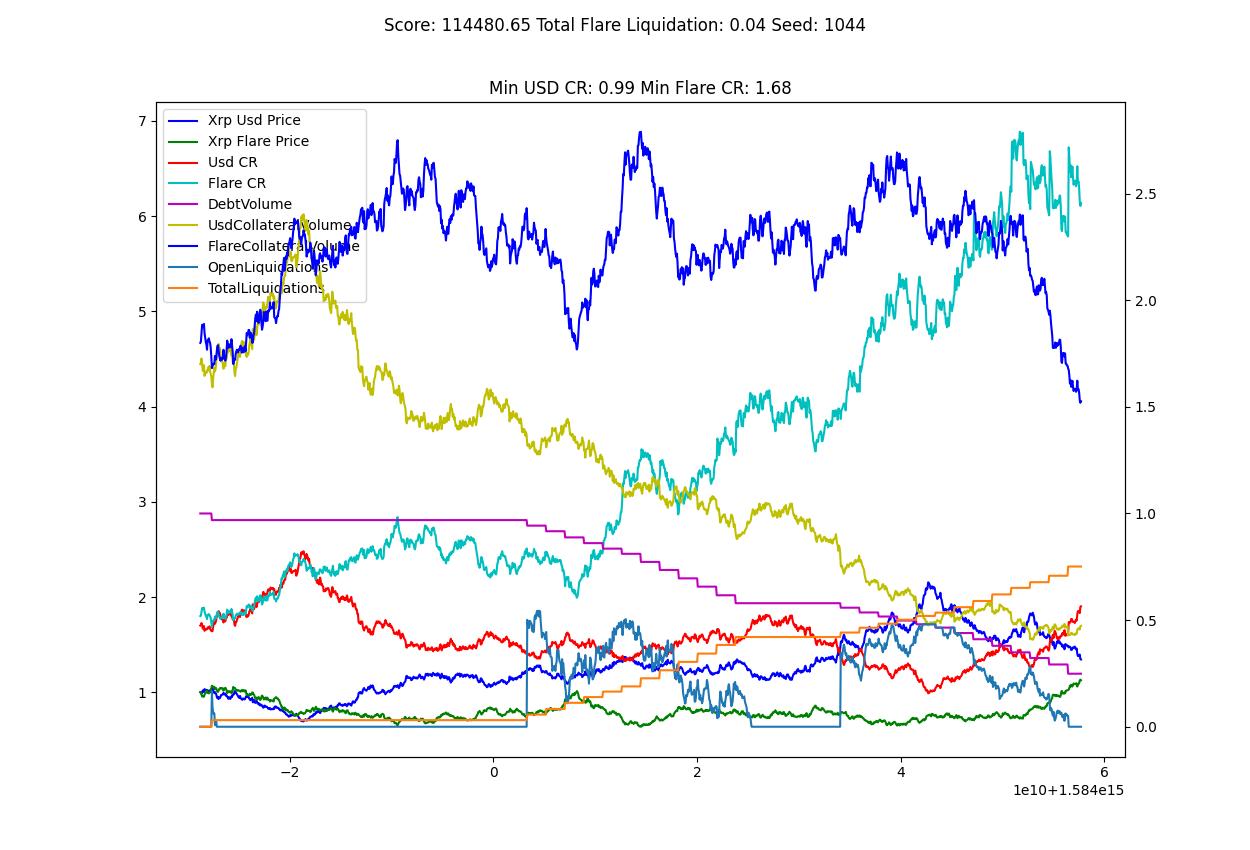 Score: 114480.65 Total Flare Liquidation: 0.04 Seed: 1044
Min USD CR: 0.99 Min Flare CR: 1.68
Xrp Usd Price
Xrp Flare Price
Usd CR
Flare CR
DebtVolume
UsdCollateralVolume
FlareCollateralVolume
OpenLiquidations
TotalLiquidations
7
6
5
4
3
2
1
2.5
2.0
1.5
1.0
0.5
0.0
−2
0
2
4
6
1e10+1.584e15